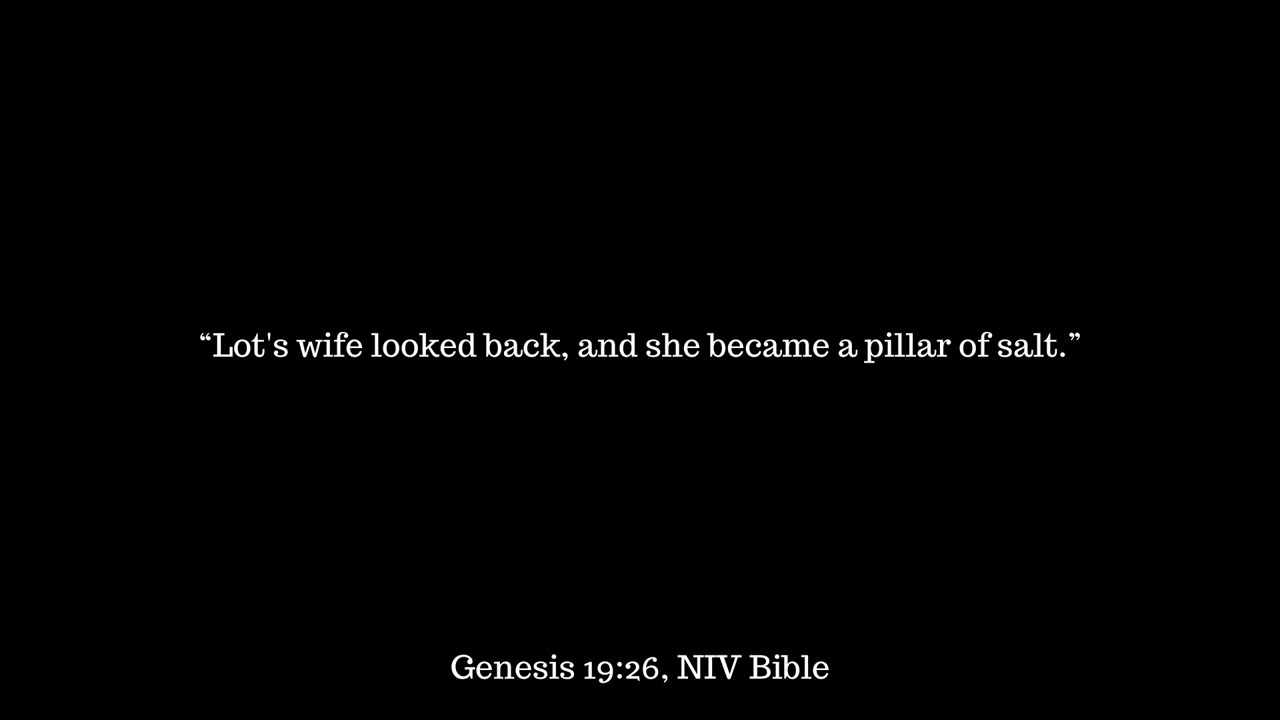 “Lot's wife looked back, and she became a pillar of salt.”
Genesis 19:26, NIV Bible